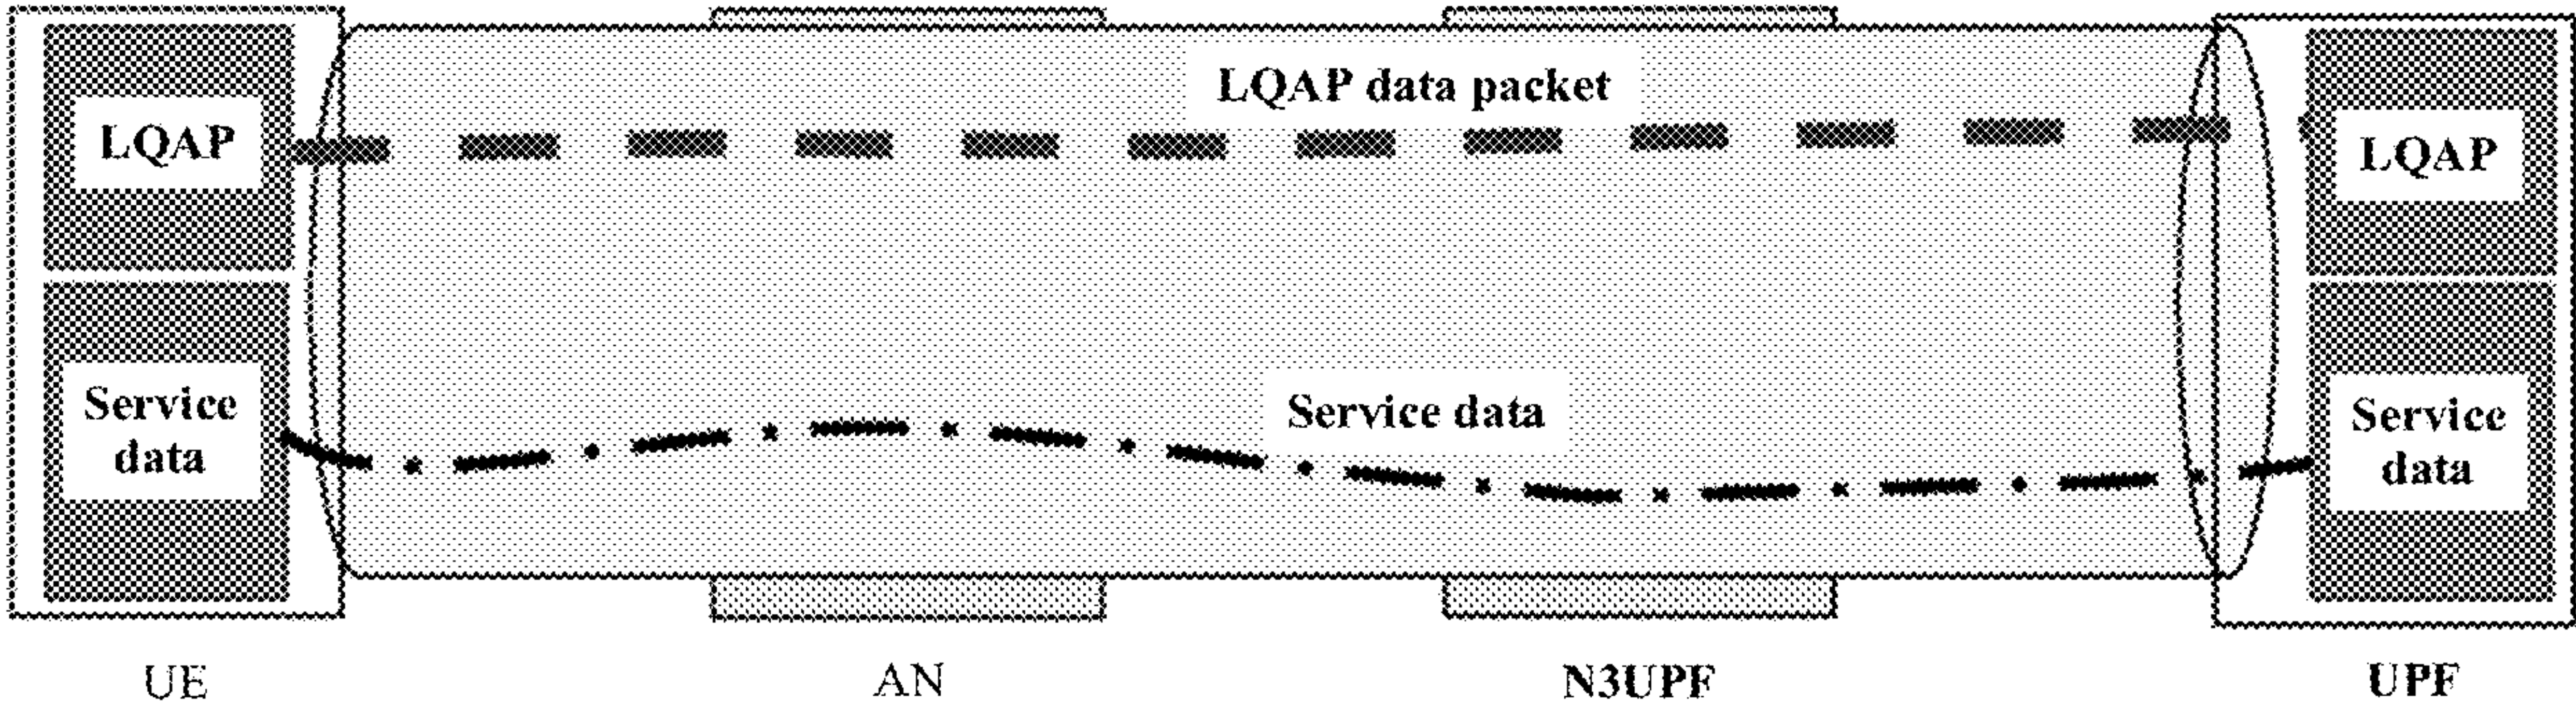 LQAP data packet
LQAP
LQAP
Service
data
Service data
Service
data
UE
AN
N3UPF
UPF